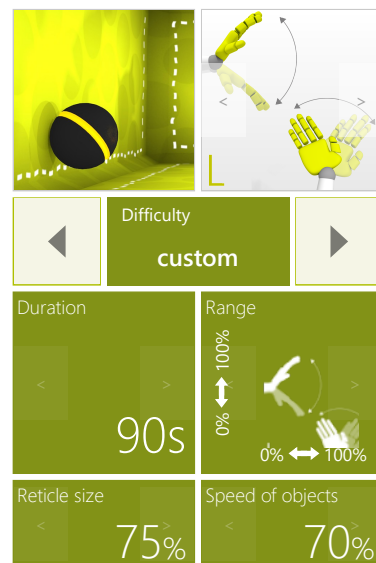 <
>
L
Difficulty
custom
Duration
<
>
90s
Range
0% 100%
<
>
0% 100%
Reticle size
<
>
75%
Speed of objects
<
>
70%